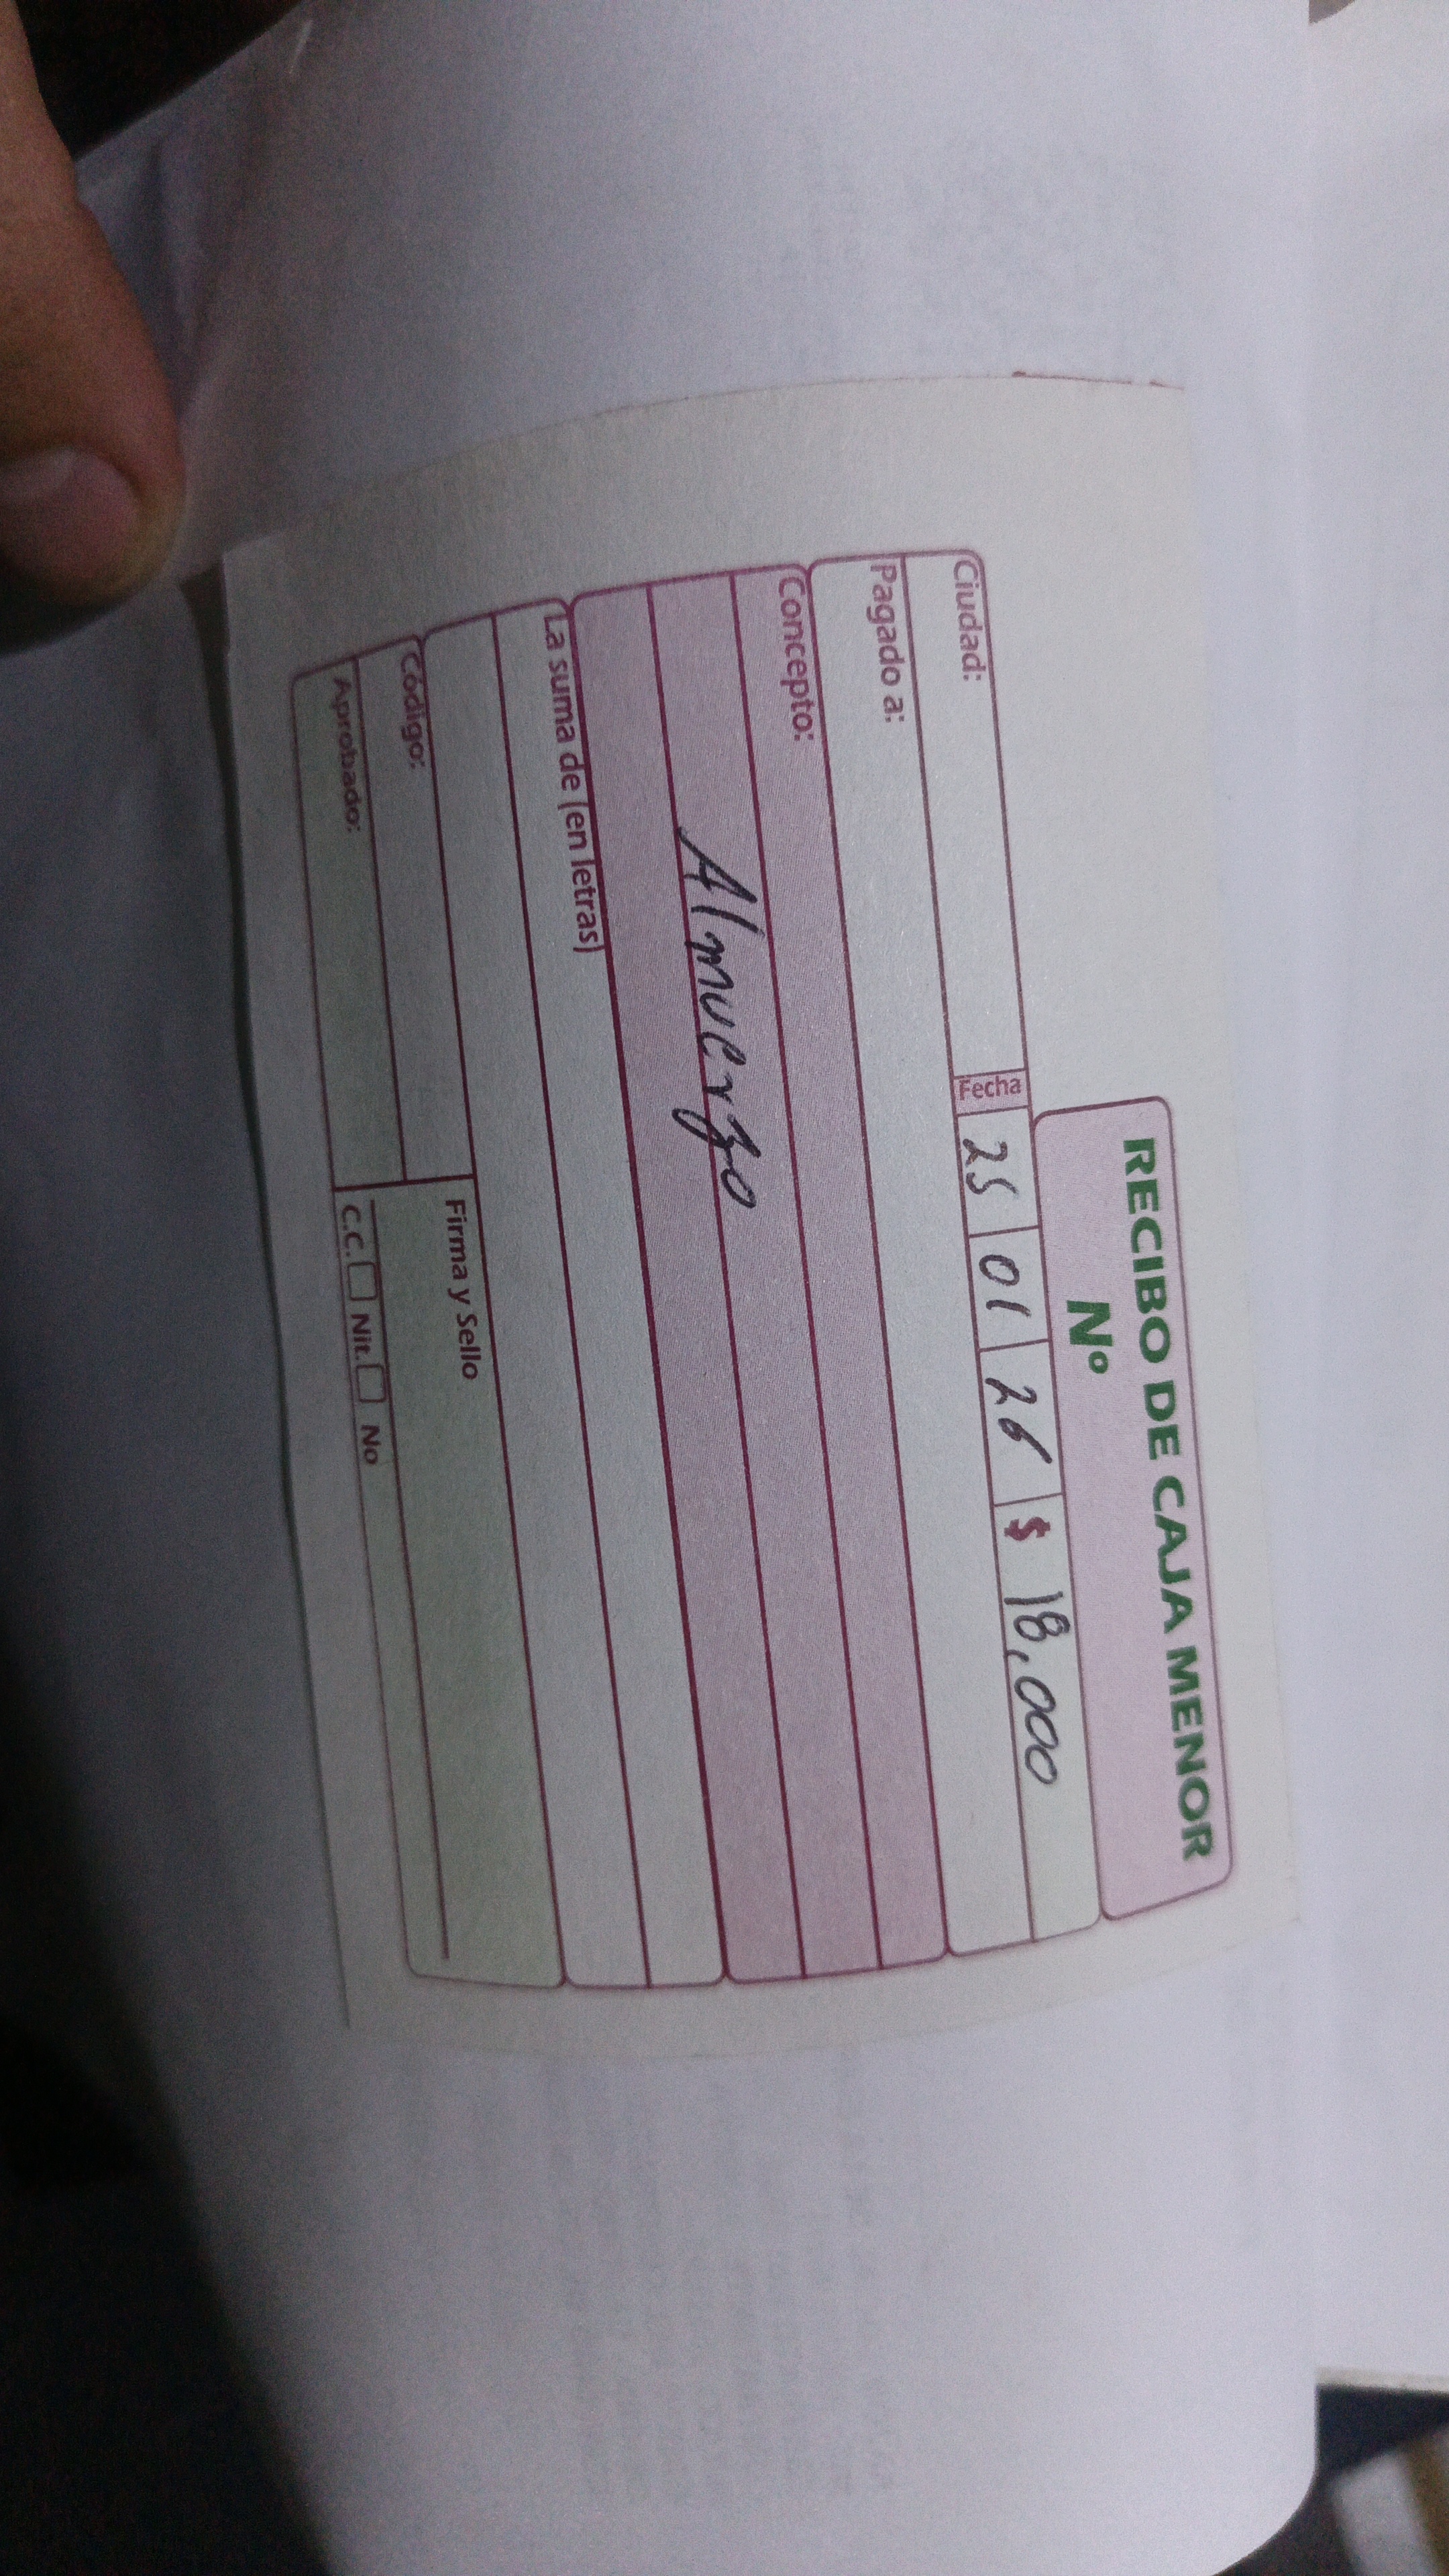 RECIBO DE CAJA MENOR
Nº
Ciudad: Fecha 25 01 26 $ 18,000
Pagado a:
Concepto:
Almuerzo
La suma de (en letras)
Código:
Firma y Sello
Aprobado:
C.C. Nit. No